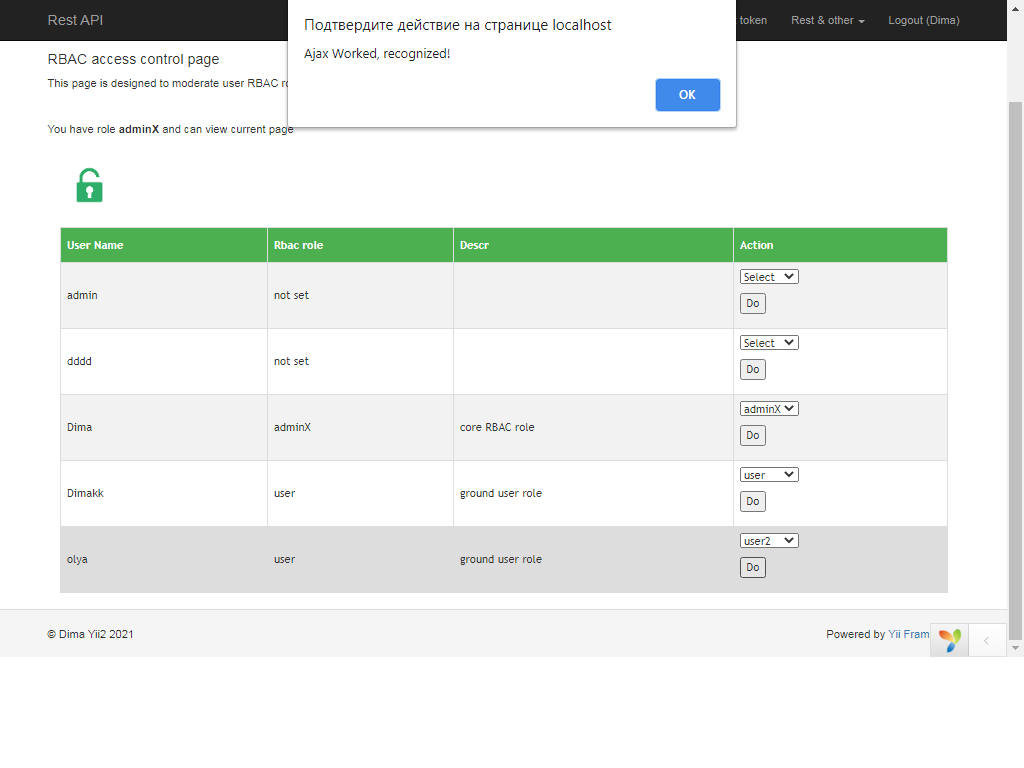 Rest API
token
Rest & other
Logout (Dima)
Подтвердите действие на странице localhost
Ajax Worked, recognized!
OK
RBAC access control page
This page is designed to moderate user RBAC
You have role adminX and can view current page
User Name Rbac role Descr Action
admin not set Select
Do
dddd not set Select
Do
Dima adminX core RBAC role adminX
Do
Dimakk user ground user role user
Do
olya user ground user role user2
Do
© Dima Yii2 2021
Powered by Yii Fram